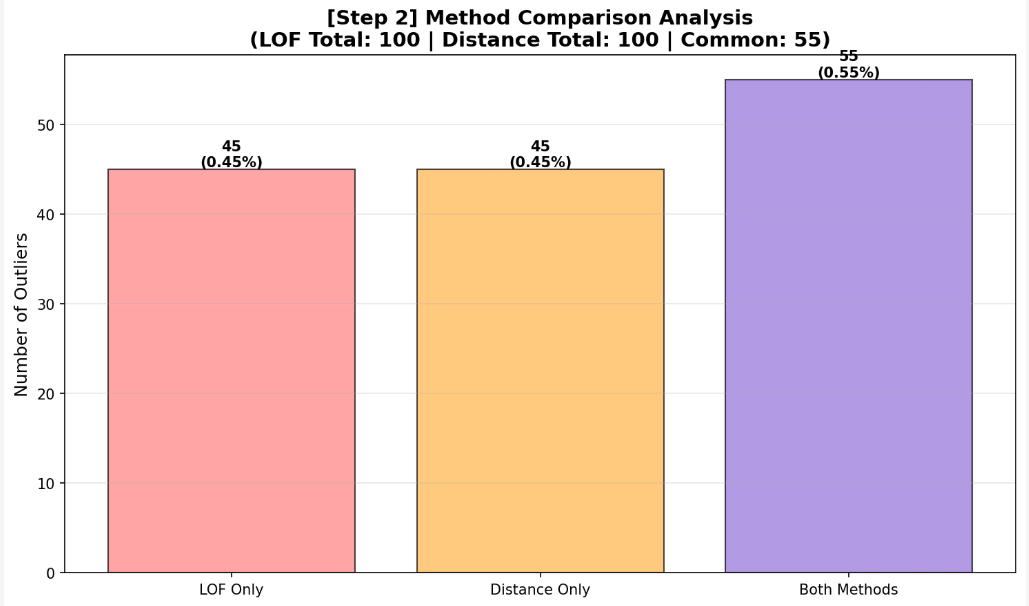 [Step 2] Method Comparison Analysis
(LOF Total: 100 | Distance Total: 100 | Common: 55)
55
(0.55%)
45
(0.45%)
45
(0.45%)
Number of Outliers
50
40
30
20
10
0
LOF Only
Distance Only
Both Methods